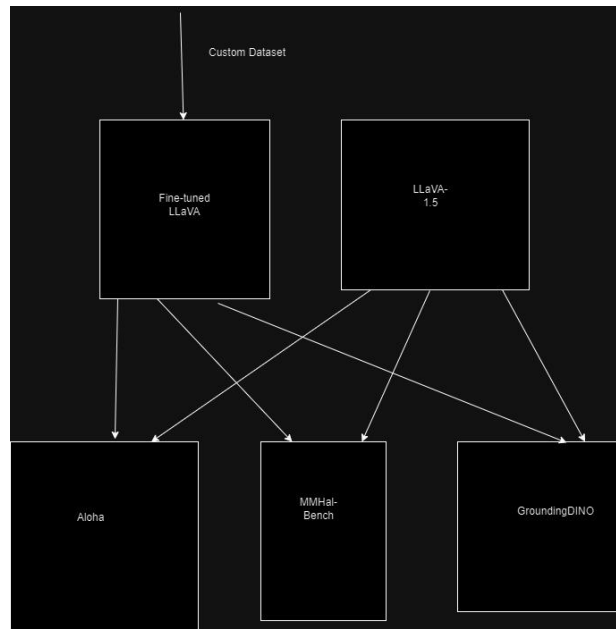 Custom Dataset
Fine-tuned
LLaVA
LLaVA-
1.5
Aloha
MMHal-
Bench
GroundingDINO